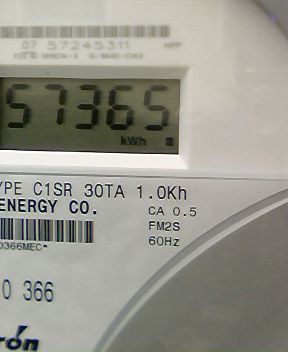 07 57245311
57365
kWh
YPE C1SR 30TA 1.0Kh
ENERGY CO.
CA 0.5
FM2S
60Hz
0366MEC*
0 366
rón